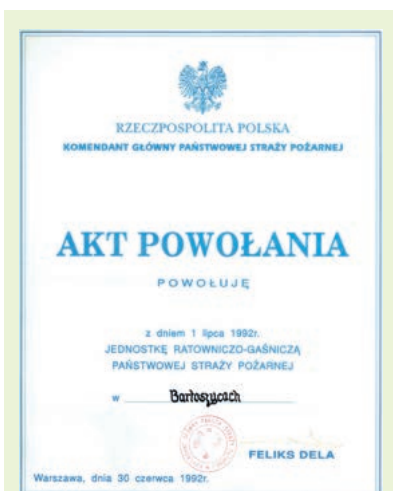 RZECZPOSPOLITA POLSKA
KOMENDANT GŁÓWNY PAŃSTWOWEJ STRAŻY POŻARNEJ
AKT POWOŁANIA
POWOŁUJĘ
z dniem 1 lipca 1992r.
JEDNOSTKĘ RATOWNICZO-GAŚNICZĄ
PAŃSTWOWEJ STRAŻY POŻARNEJ
w Bartoszycach
FELIKS DELA
Warszawa, dnia 30 czerwca 1992r.